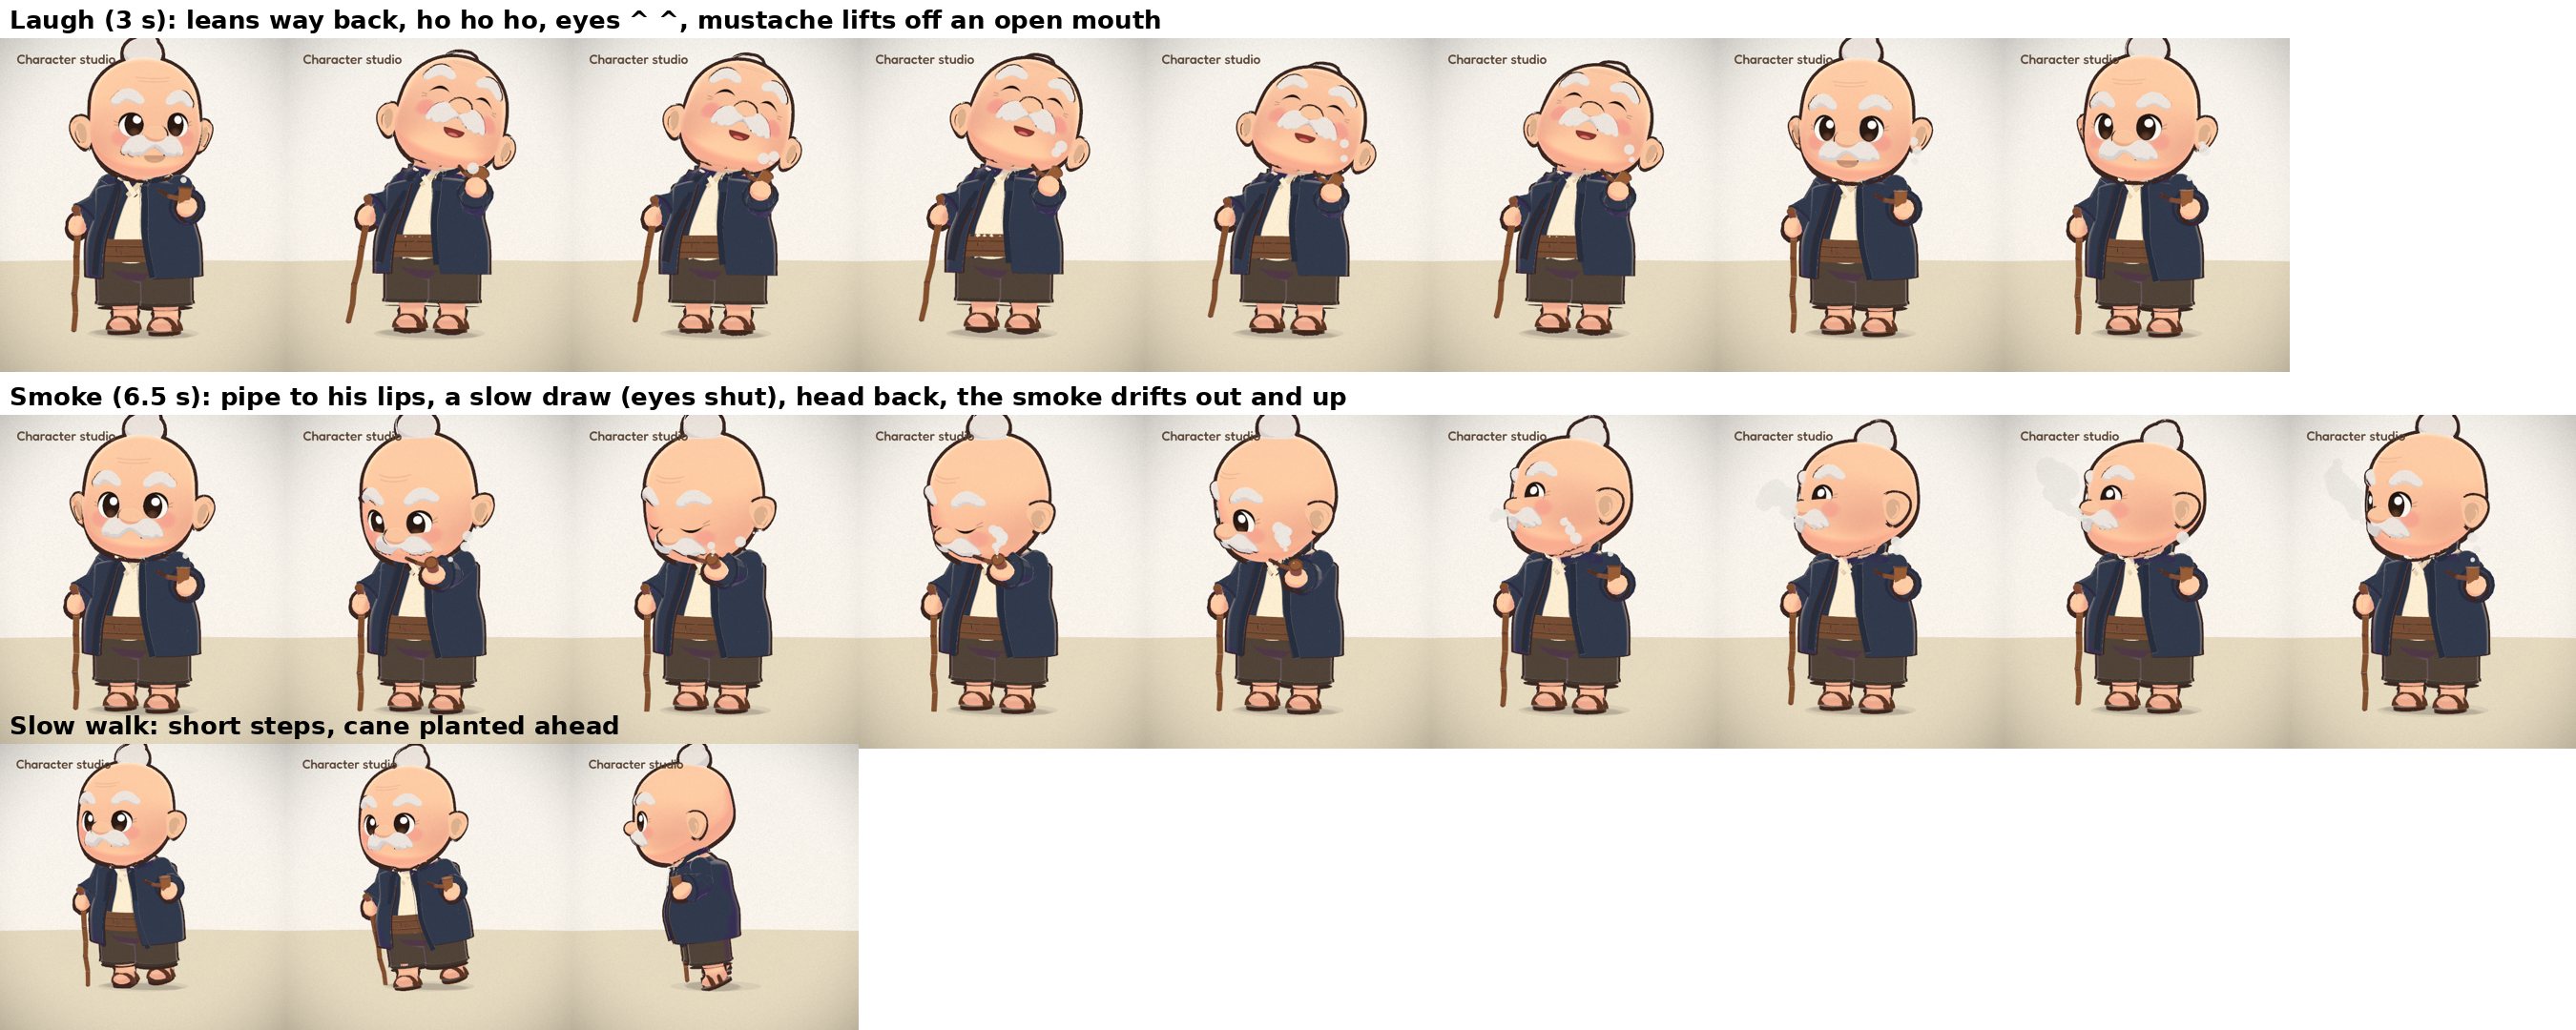 Laugh (3 s): leans way back, ho ho ho, eyes ^ ^, mustache lifts off an open mouth
Character studio Character studio Character studio Character studio Character studio Character studio Character studio Character studio
Smoke (6.5 s): pipe to his lips, a slow draw (eyes shut), head back, the smoke drifts out and up
Character studio Character studio Character studio Character studio Character studio Character studio Character studio Character studio Character studio
Slow walk: short steps, cane planted ahead
Character studio Character studio Character studio